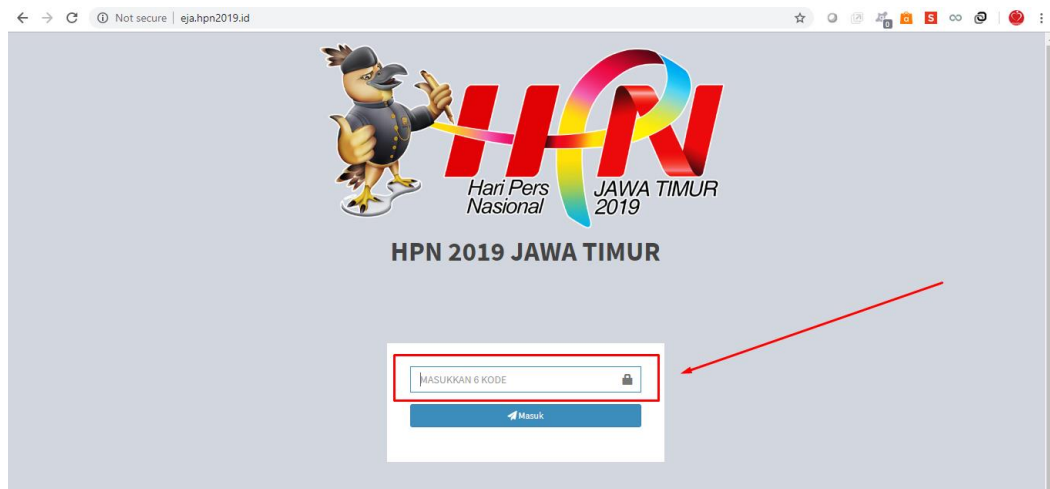 Not secure | eja.hpn2019.id
0
S
HPN
Hari Pers
Nasional
JAWA TIMUR
2019
HPN 2019 JAWA TIMUR
MASUKKAN 6 KODE
Masuk